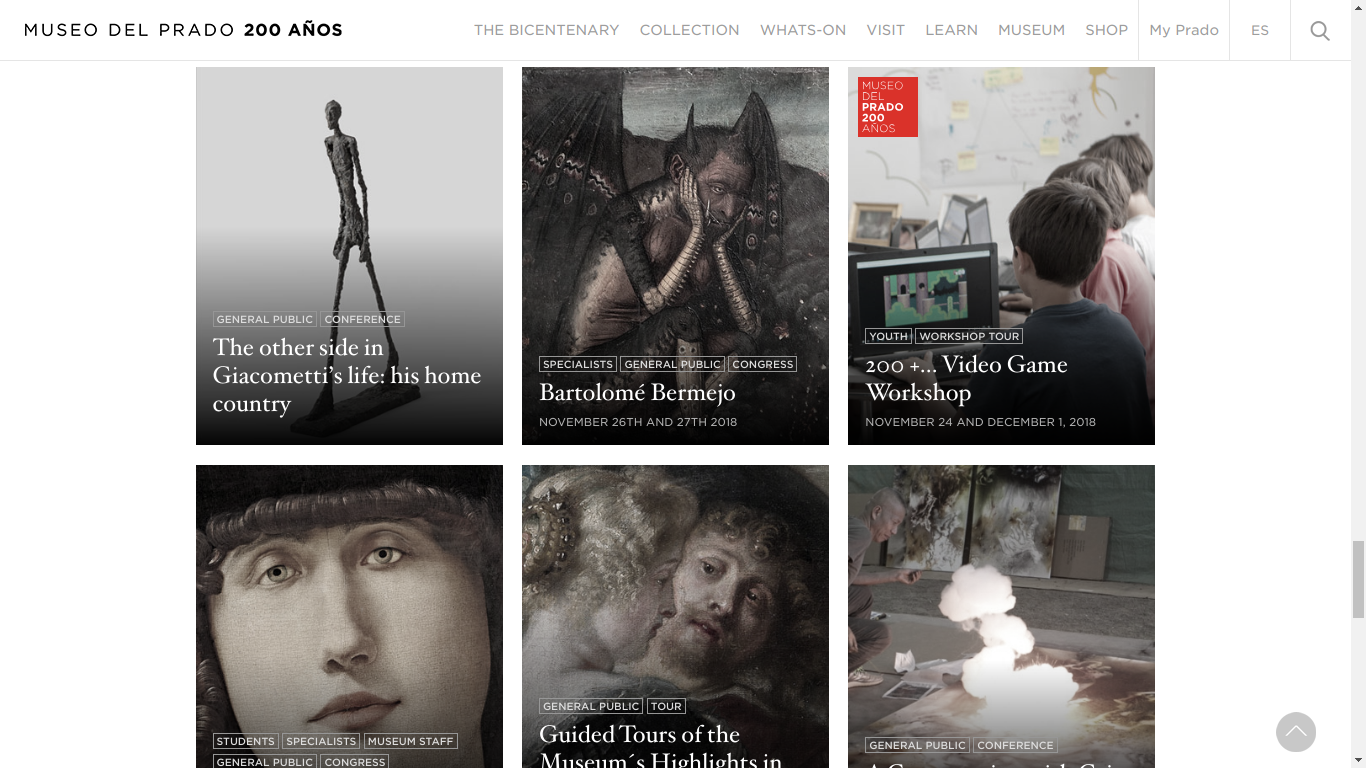 MUSEO DEL PRADO 200 AÑOS
THE BICENTENARY COLLECTION WHATS-ON VISIT LEARN MUSEUM SHOP My Prado ES
GENERAL PUBLIC CONFERENCE
The other side in
Giacometti's life: his home
country
SPECIALISTS GENERAL PUBLIC CONGRESS
Bartolomé Bermejo
NOVEMBER 26TH AND 27TH 2018
MUSEO
DEL
PRADO
200
AÑOS
YOUTH WORKSHOP TOUR
200 +... Video Game
Workshop
NOVEMBER 24 AND DECEMBER 1, 2018
STUDENTS SPECIALISTS MUSEUM STAFF
GENERAL PUBLIC CONGRESS
GENERAL PUBLIC TOUR
Guided Tours of the
Museum´s Highlights in
GENERAL PUBLIC CONFERENCE